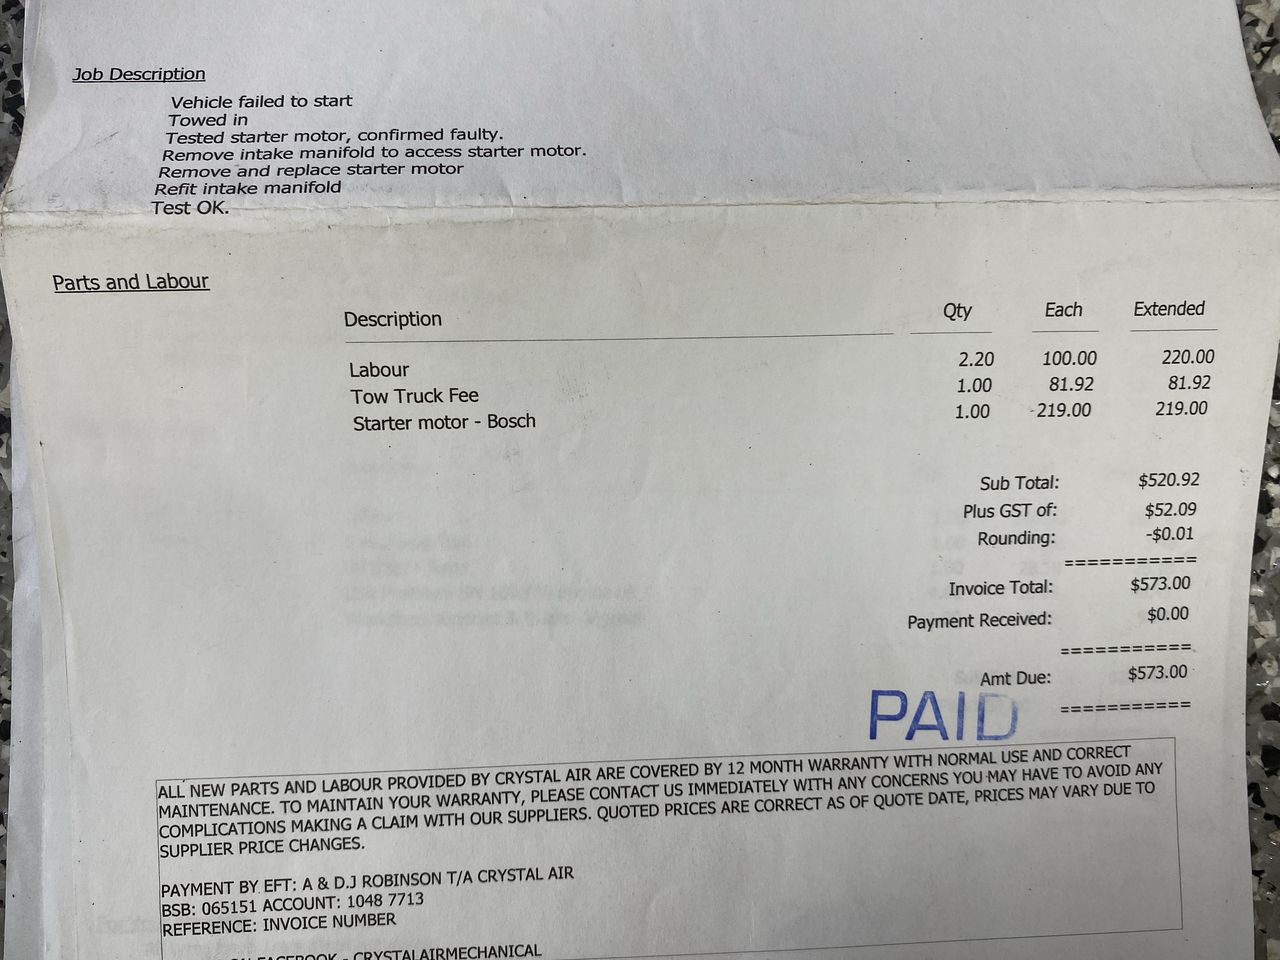 Job Description
Vehicle failed to start
Towed in
Tested starter motor, confirmed faulty.
Remove intake manifold to access starter motor.
Remove and replace starter motor
Refit intake manifold
Test OK.
Parts and Labour
Description Qty Each Extended
Labour 2.20 100.00 220.00
Tow Truck Fee 1.00 81.92 81.92
Starter motor - Bosch 1.00 219.00 219.00
Sub Total: $520.92
Plus GST of: $52.09
Rounding: -$0.01
===========
Invoice Total: $573.00
Payment Received: $0.00
===========
Amt Due: $573.00
PAID ===========
ALL NEW PARTS AND LABOUR PROVIDED BY CRYSTAL AIR ARE COVERED BY 12 MONTH WARRANTY WITH NORMAL USE AND CORRECT
MAINTENANCE. TO MAINTAIN YOUR WARRANTY, PLEASE CONTACT US IMMEDIATELY WITH ANY CONCERNS YOU MAY HAVE TO AVOID ANY
COMPLICATIONS MAKING A CLAIM WITH OUR SUPPLIERS. QUOTED PRICES ARE CORRECT AS OF QUOTE DATE, PRICES MAY VARY DUE TO
SUPPLIER PRICE CHANGES.
PAYMENT BY EFT: A & D.J ROBINSON T/A CRYSTAL AIR
BSB: 065151 ACCOUNT: 1048 7713
REFERENCE: INVOICE NUMBER
ON FACEBOOK - CRYSTALAIRMECHANICAL